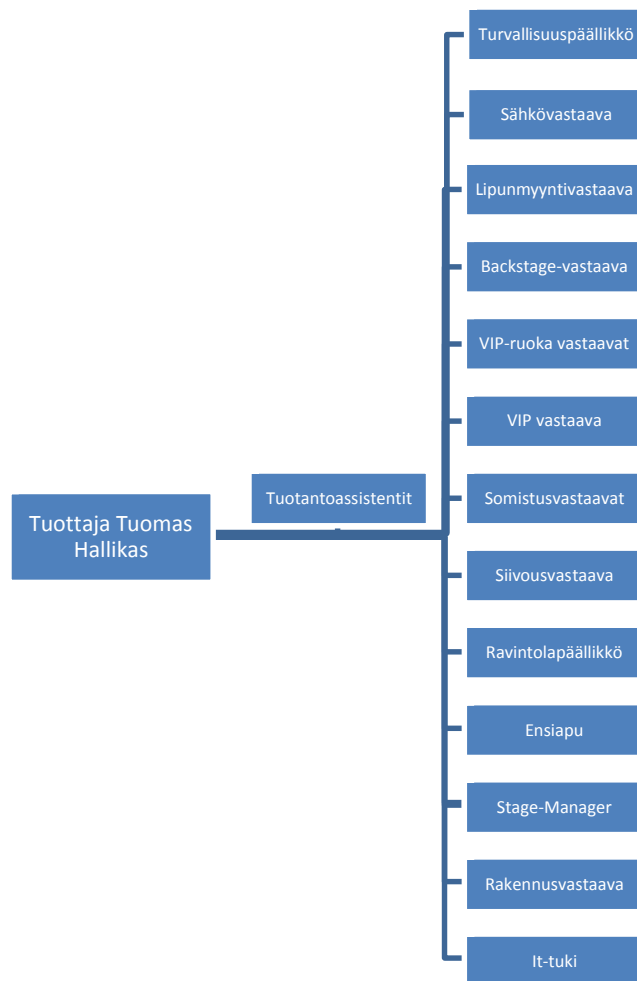 Turvallisuuspäällikkö
Sähkövastaava
Lipunmyyntivastaava
Backstage-vastaava
VIP-ruoka vastaavat
VIP vastaava
Tuottaja Tuomas
Hallikas
Tuotantoassistentit
Somistusvastaavat
Siivousvastaava
Ravintolapäällikkö
Ensiapu
Stage-Manager
Rakennusvastaava
It-tuki